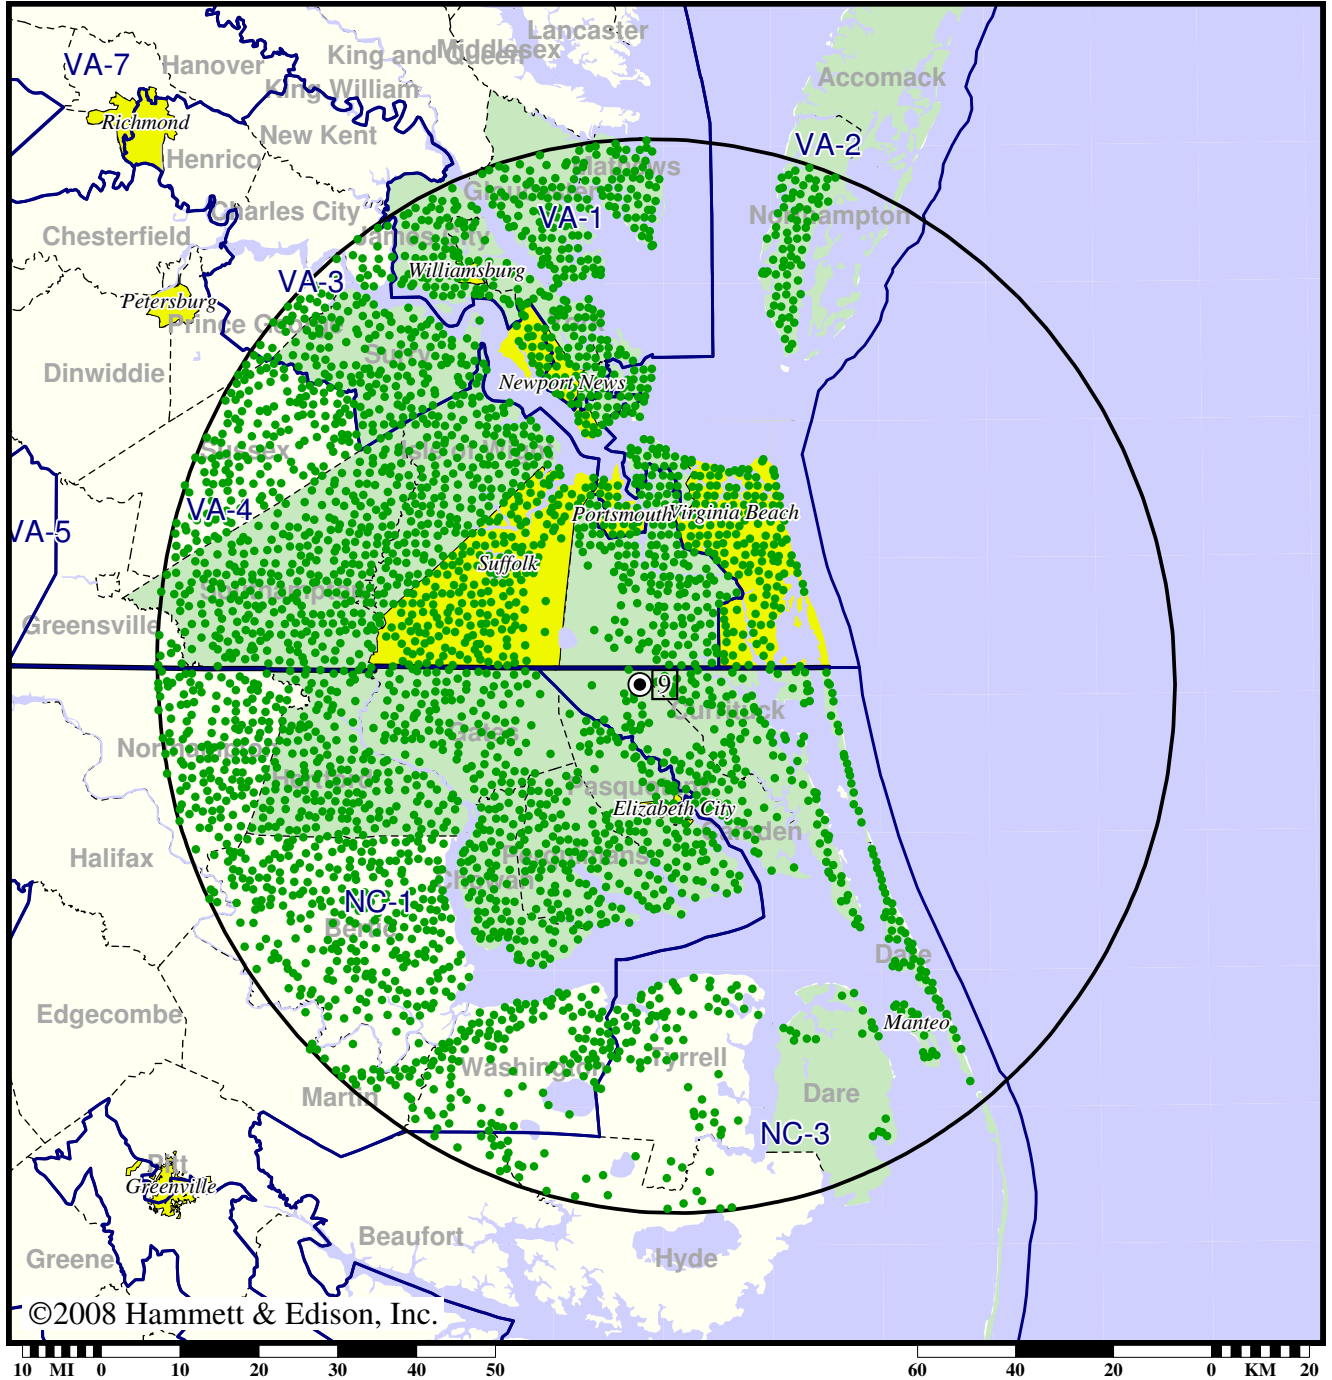 Lancaster
King and Queen
Middlesex
VA-7
Hanover
Accomack
King William
Richmond
New Kent
VA-2
Henrico
Mathews
Gloucester
Charles City
VA-1
Northampton
Chesterfield
James City
Williamsburg
VA-3
Petersburg
Prince George
Surry
Dinwiddie
Newport News
Sussex
Isle of Wight
VA-4
Portsmouth
Virginia Beach
VA-5
Suffolk
Southampton
Greensville
9
Currituck
Northampton
Gates
Hertford
Pasquotank
Elizabeth City
Camden
Halifax
Perquimans
Chowan
NC-1
Bertie
Dare
Edgecombe
Manteo
Washington
Tyrrell
Martin
Dare
NC-3
Pitt
Greenville
Beaufort
Greene
Hyde
©2008 Hammett & Edison, Inc.
10 MI 0 10 20 30 40 50 60 40 20 0 KM 20